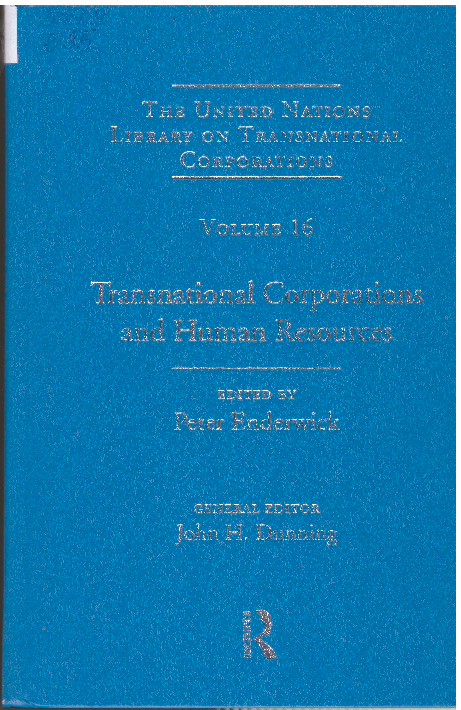 The United Nations
Library on Transnational
Corporations
Volume 16
Transnational Corporations
and Human Resources
EDITED BY
Peter Enderwick
GENERAL EDITOR
John H. Dunning
R